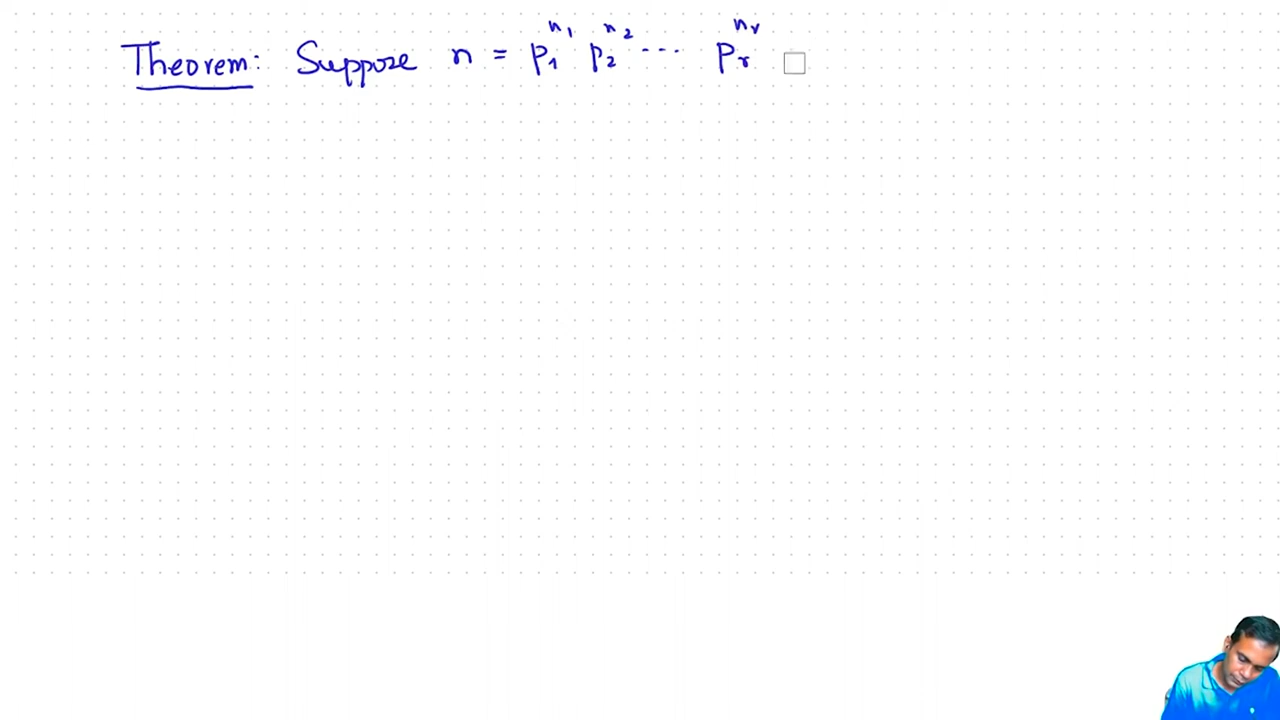 Theorem: Suppose n = p₁^{n₁} p₂^{n₂} ⋯ p_r^{n_r}